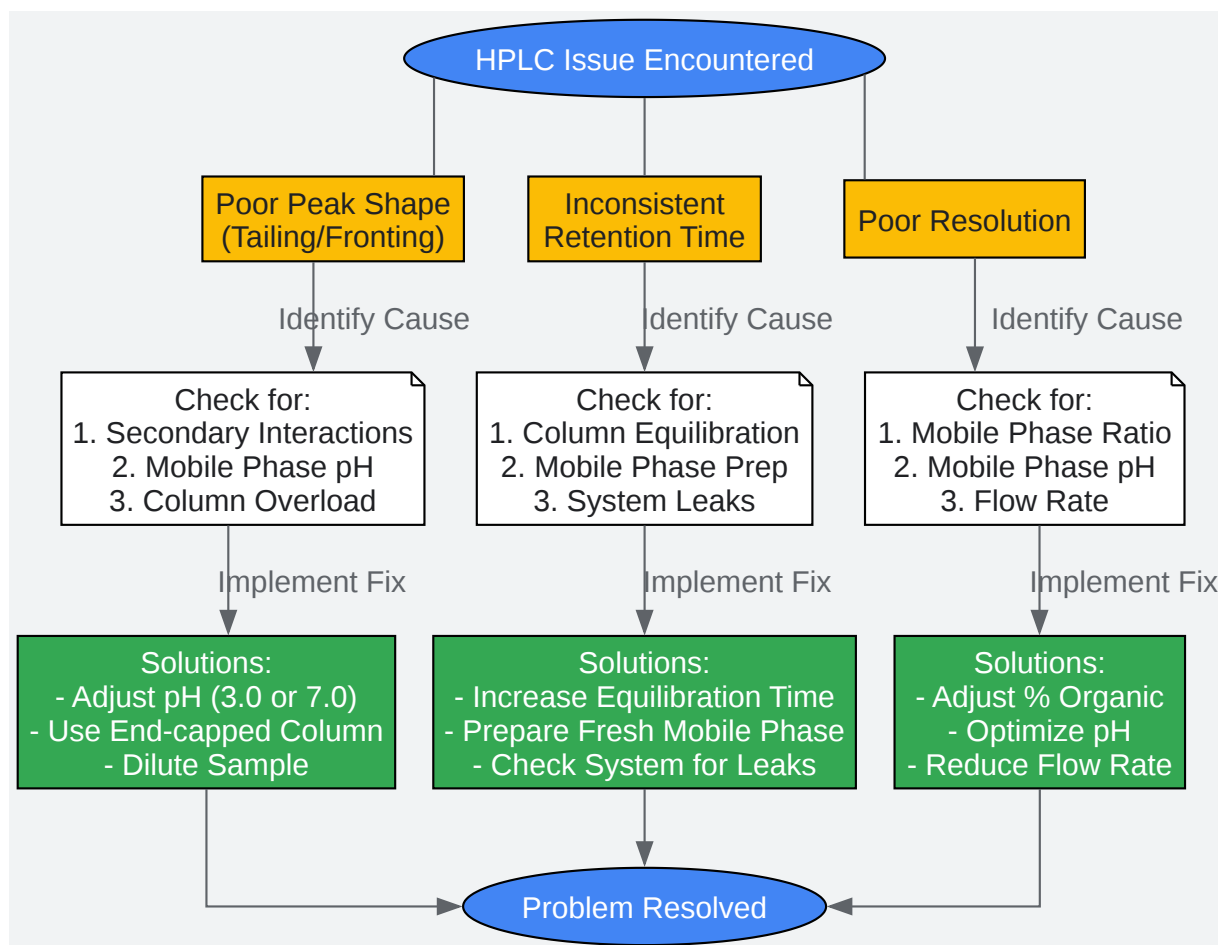 HPLC Issue Encountered
Poor Peak Shape
(Tailing/Fronting)
Inconsistent
Retention Time
Poor Resolution
Identify Cause
Identify Cause
Identify Cause
Check for:
1. Secondary Interactions
2. Mobile Phase pH
3. Column Overload
Check for:
1. Column Equilibration
2. Mobile Phase Prep
3. System Leaks
Check for:
1. Mobile Phase Ratio
2. Mobile Phase pH
3. Flow Rate
Implement Fix
Implement Fix
Implement Fix
Solutions:
- Adjust pH (3.0 or 7.0)
- Use End-capped Column
- Dilute Sample
Solutions:
- Increase Equilibration Time
- Prepare Fresh Mobile Phase
- Check System for Leaks
Solutions:
- Adjust % Organic
- Optimize pH
- Reduce Flow Rate
Problem Resolved